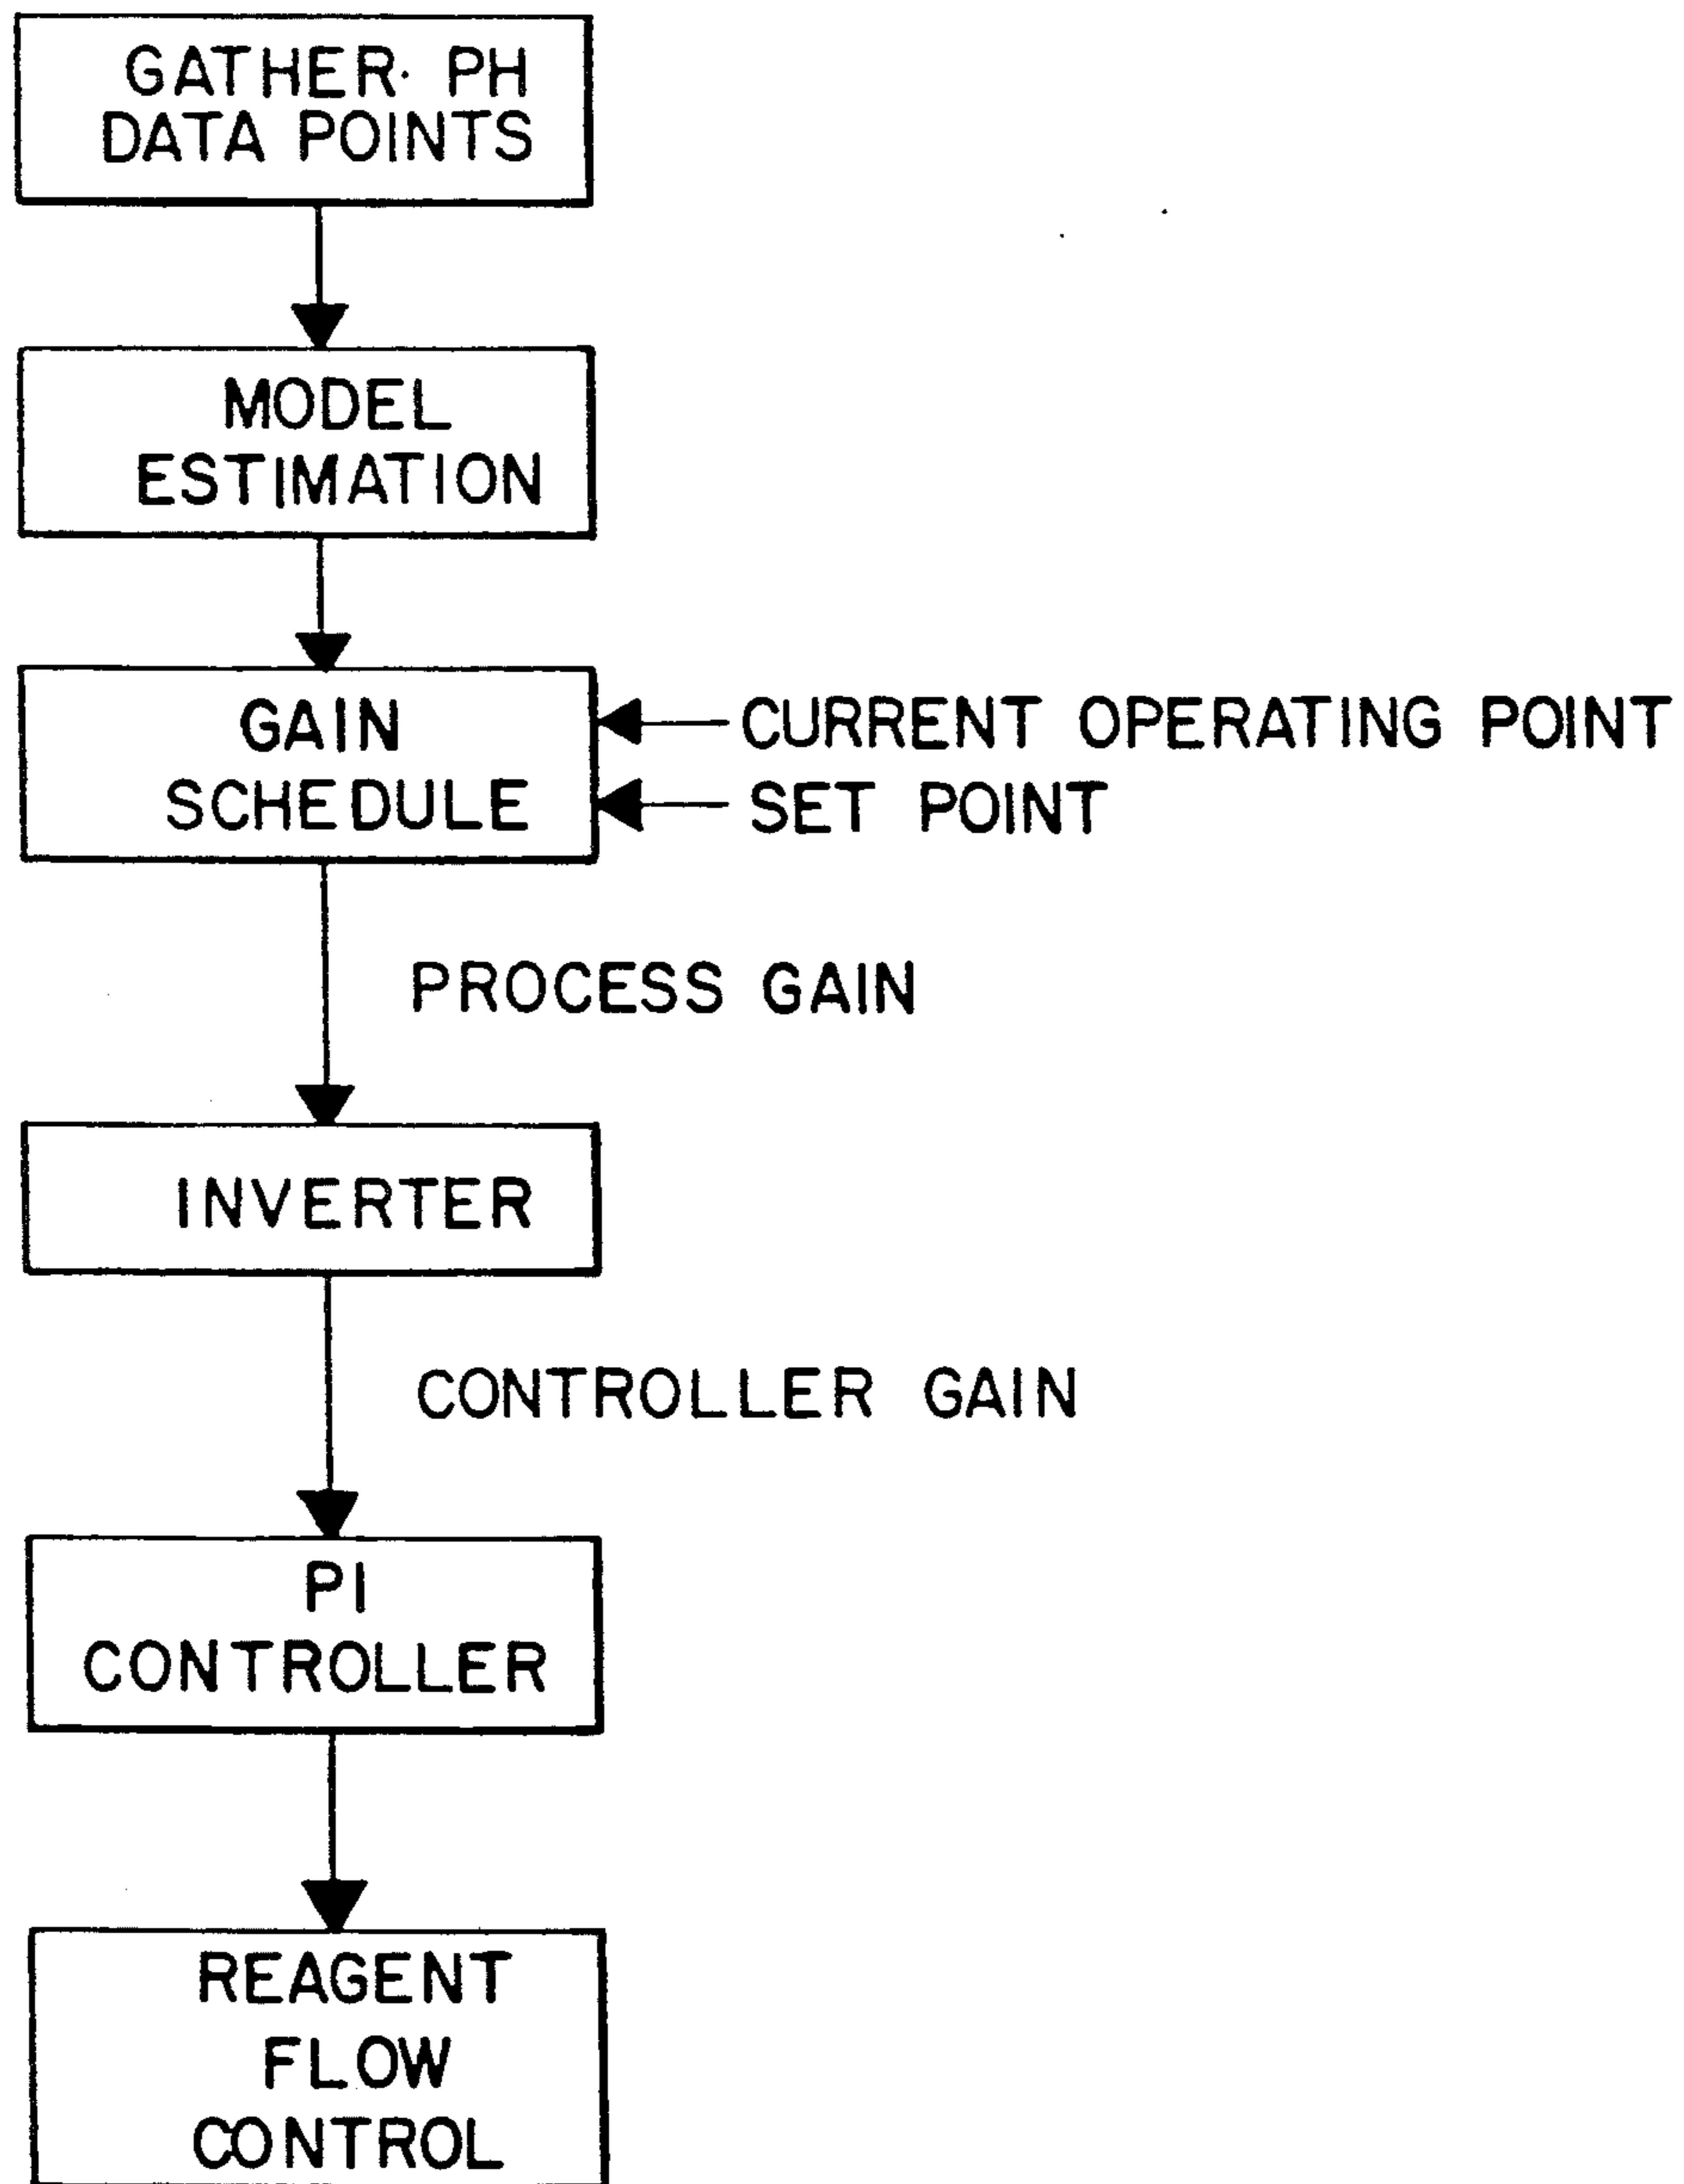 GATHER PH
DATA POINTS
MODEL
ESTIMATION
GAIN
SCHEDULE
CURRENT OPERATING POINT
SET POINT
PROCESS GAIN
INVERTER
CONTROLLER GAIN
PI
CONTROLLER
REAGENT
FLOW
CONTROL